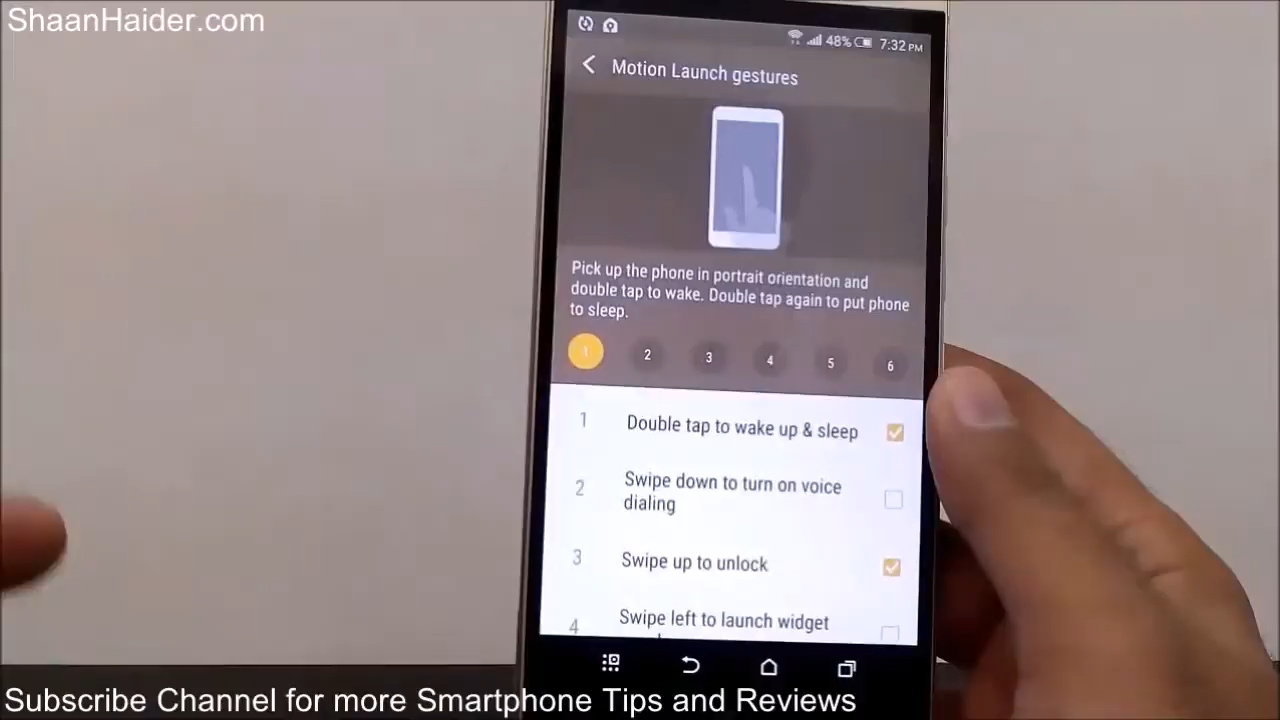 ShaanHaider.com
48% 7:32 PM
Motion Launch gestures
Pick up the phone in portrait orientation and
double tap to wake. Double tap again to put phone
to sleep.
1 2 3 4 5 6
1 Double tap to wake up & sleep
2 Swipe down to turn on voice
dialing
3 Swipe up to unlock
4 Swipe left to launch widget
Subscribe Channel for more Smartphone Tips and Reviews